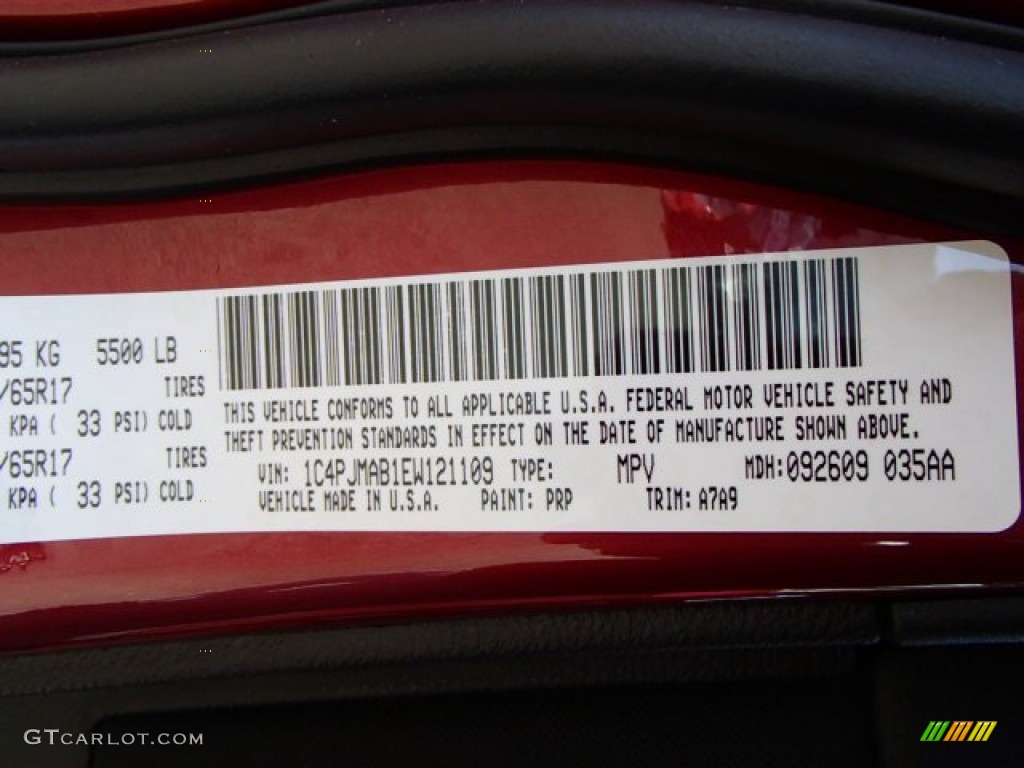 95 KG 5500 LB
/65R17 TIRES
KPA ( 33 PSI) COLD
/65R17 TIRES
KPA ( 33 PSI) COLD
THIS VEHICLE CONFORMS TO ALL APPLICABLE U.S.A. FEDERAL MOTOR VEHICLE SAFETY AND
THEFT PREVENTION STANDARDS IN EFFECT ON THE DATE OF MANUFACTURE SHOWN ABOVE.
VIN: 1C4PJMAB1EW121109 TYPE: MPV MDH:092609 035AA
VEHICLE MADE IN U.S.A. PAINT: PRP TRIM: A7A9
GTCARLOT.COM